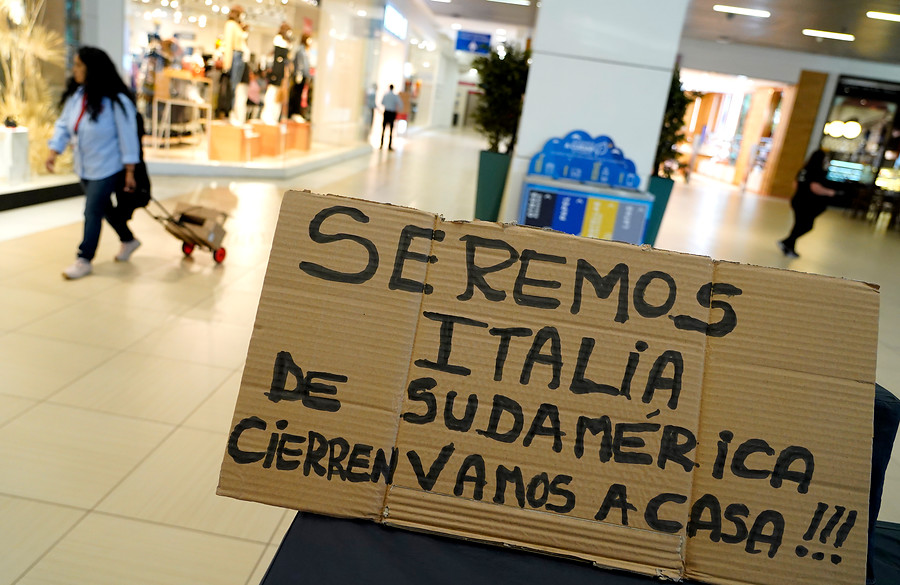 SEREMOS
ITALiA
DE SUDAMÉRiCA
CiERREN VAMOS A CASA!!!